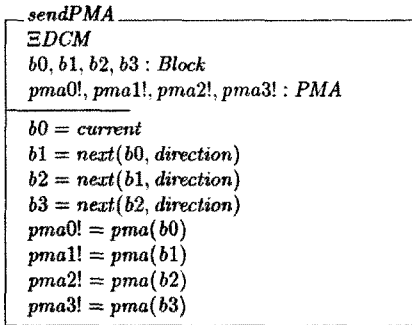 sendPMA
ΞDCM
b0, b1, b2, b3 : Block
pma0!, pma1!, pma2!, pma3! : PMA
b0 = current
b1 = next(b0, direction)
b2 = next(b1, direction)
b3 = next(b2, direction)
pma0! = pma(b0)
pma1! = pma(b1)
pma2! = pma(b2)
pma3! = pma(b3)